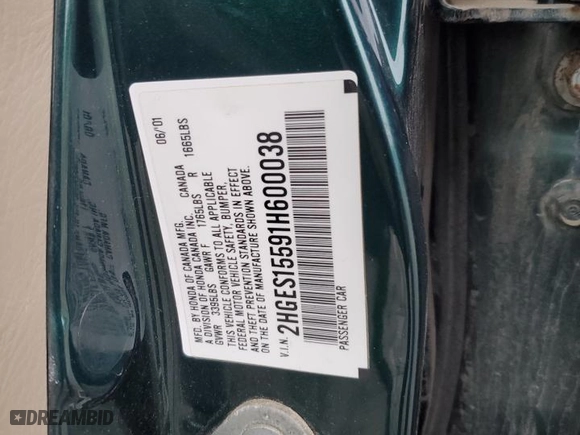 MFD. BY HONDA OF CANADA MFG. 06/01
A DIVISION OF HONDA CANADA INC. CANADA
GVWR 3395LBS GAWR F 1765LBS R 1665LBS
THIS VEHICLE CONFORMS TO ALL APPLICABLE
FEDERAL MOTOR VEHICLE SAFETY, BUMPER,
AND THEFT PREVENTION STANDARDS IN EFFECT
ON THE DATE OF MANUFACTURE SHOWN ABOVE.
V.I.N. 2HGES15591H600038
PASSENGER CAR
DREAMBID